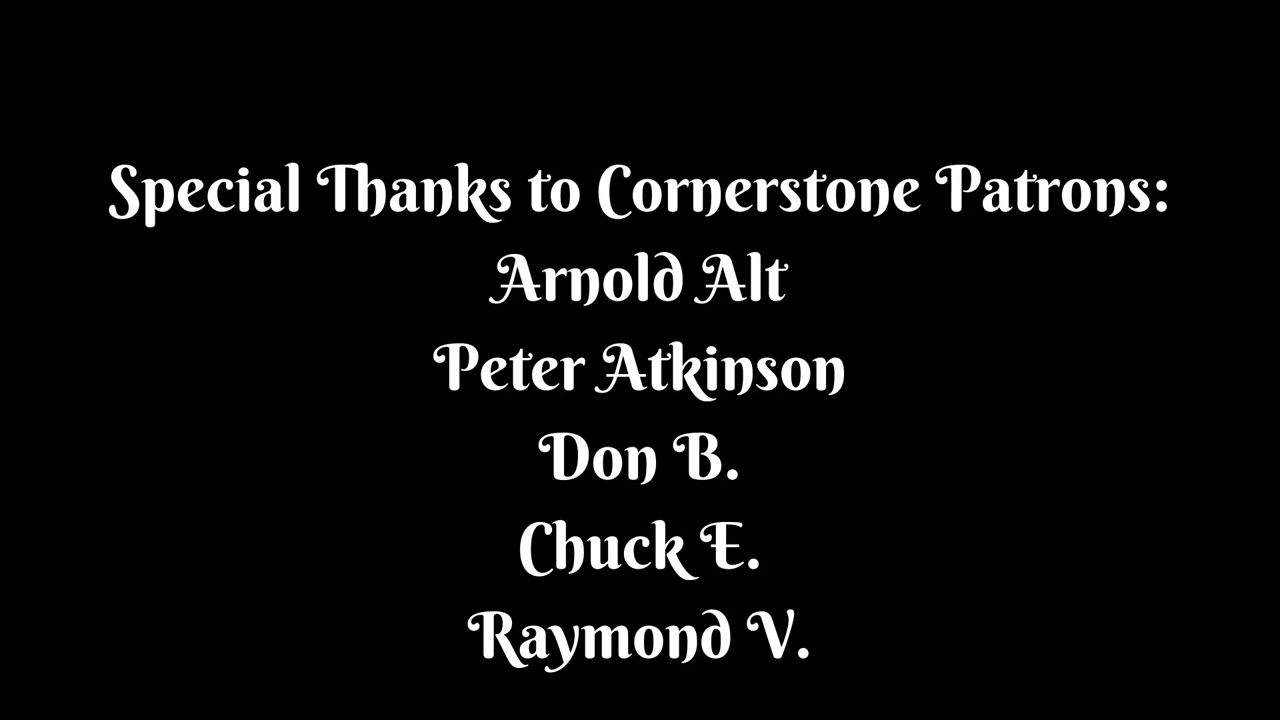 Special Thanks to Cornerstone Patrons:
Arnold Alt
Peter Atkinson
Don B.
Chuck E.
Raymond V.